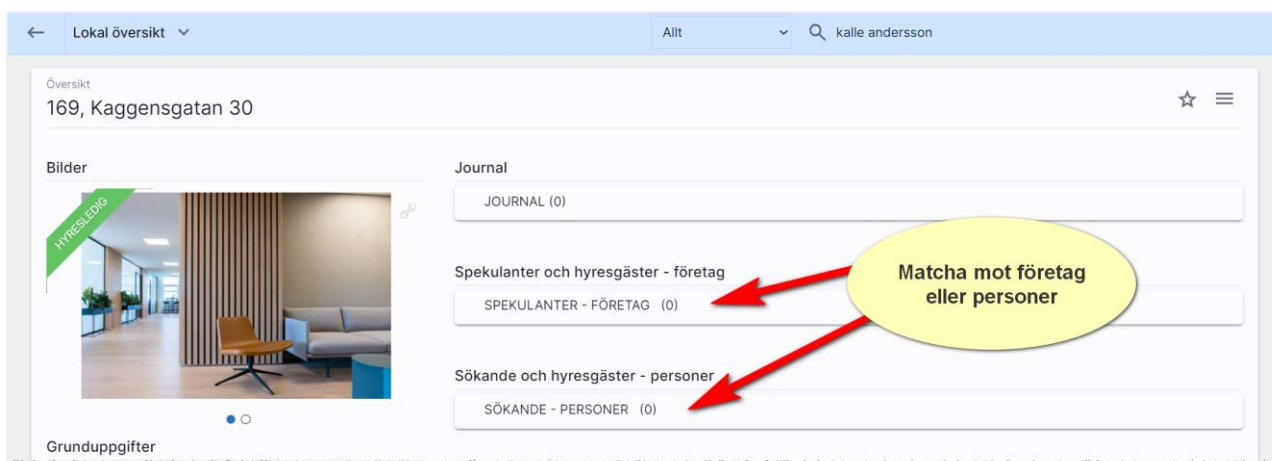 Lokal översikt
Allt
kalle andersson
Översikt
169, Kaggensgatan 30
Bilder
HYRESLEDIG
Journal
JOURNAL (0)
Spekulanter och hyresgäster - företag
SPEKULANTER - FÖRETAG (0)
Matcha mot företag
eller personer
Sökande och hyresgäster - personer
SÖKANDE - PERSONER (0)
Grunduppgifter